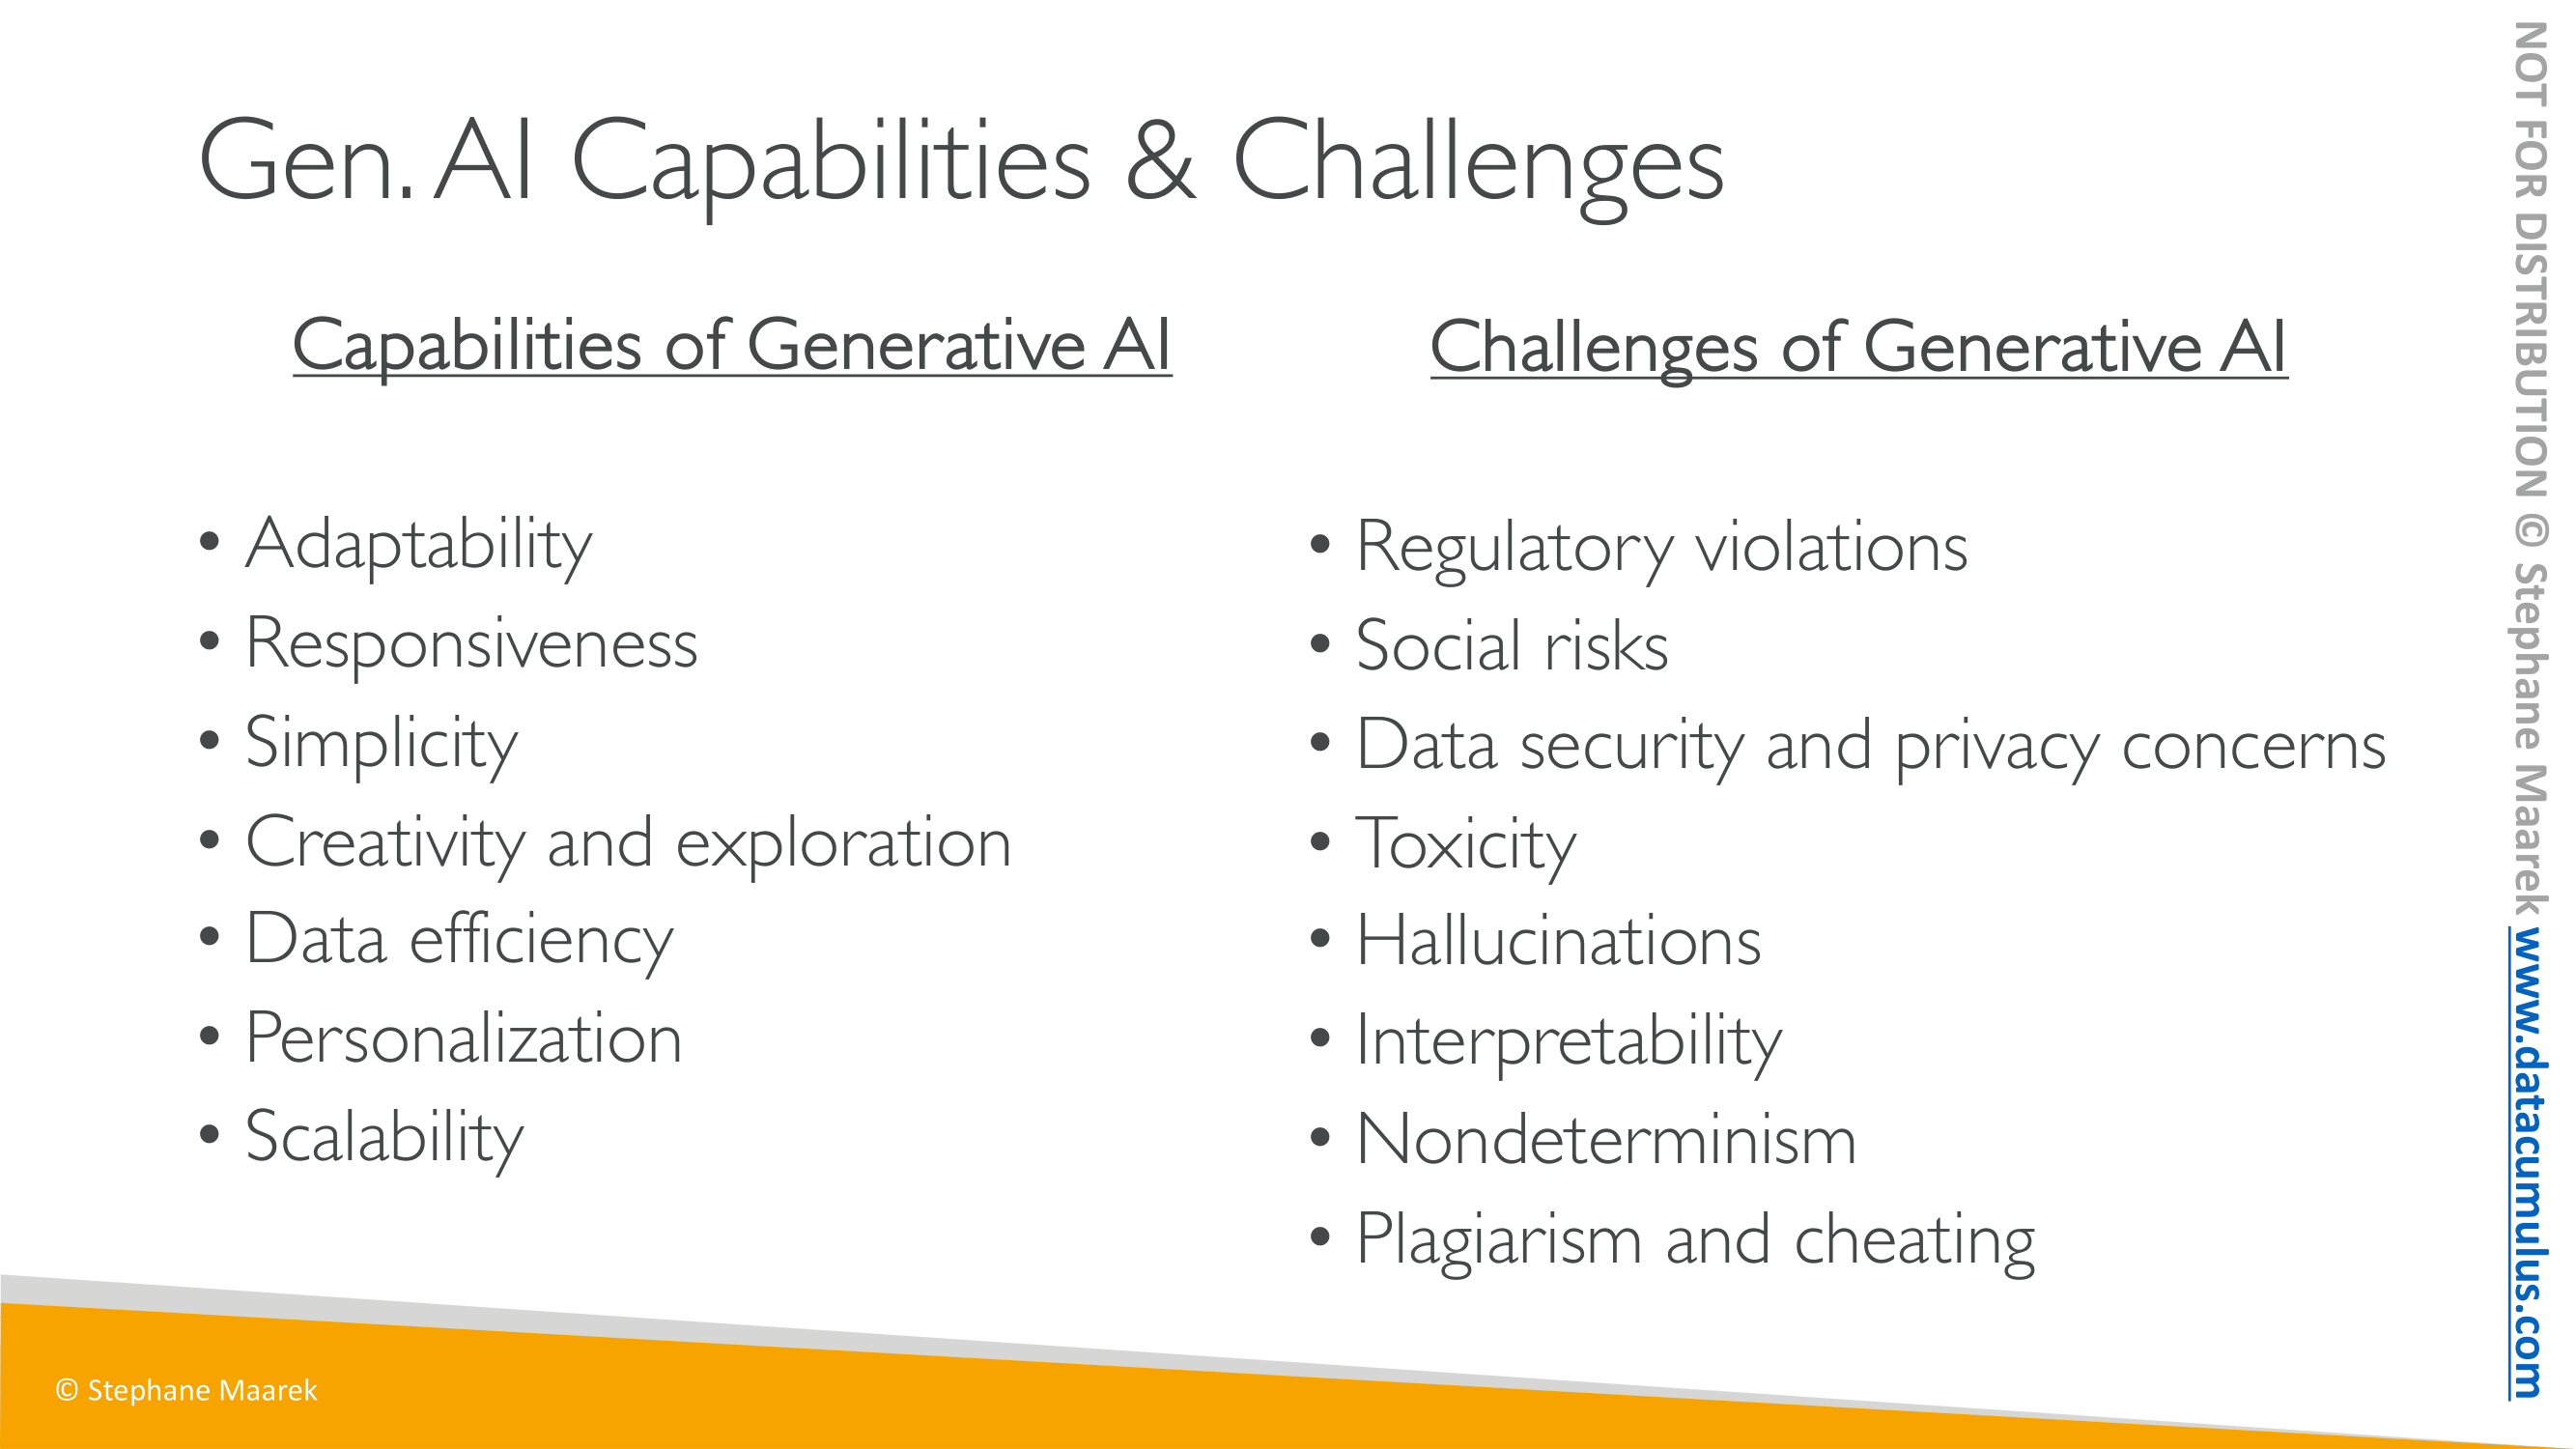 Gen. AI Capabilities & Challenges
Capabilities of Generative AI
• Adaptability
• Responsiveness
• Simplicity
• Creativity and exploration
• Data efficiency
• Personalization
• Scalability
Challenges of Generative AI
• Regulatory violations
• Social risks
• Data security and privacy concerns
• Toxicity
• Hallucinations
• Interpretability
• Nondeterminism
• Plagiarism and cheating
© Stephane Maarek
NOT FOR DISTRIBUTION © Stephane Maarek www.datacumulus.com